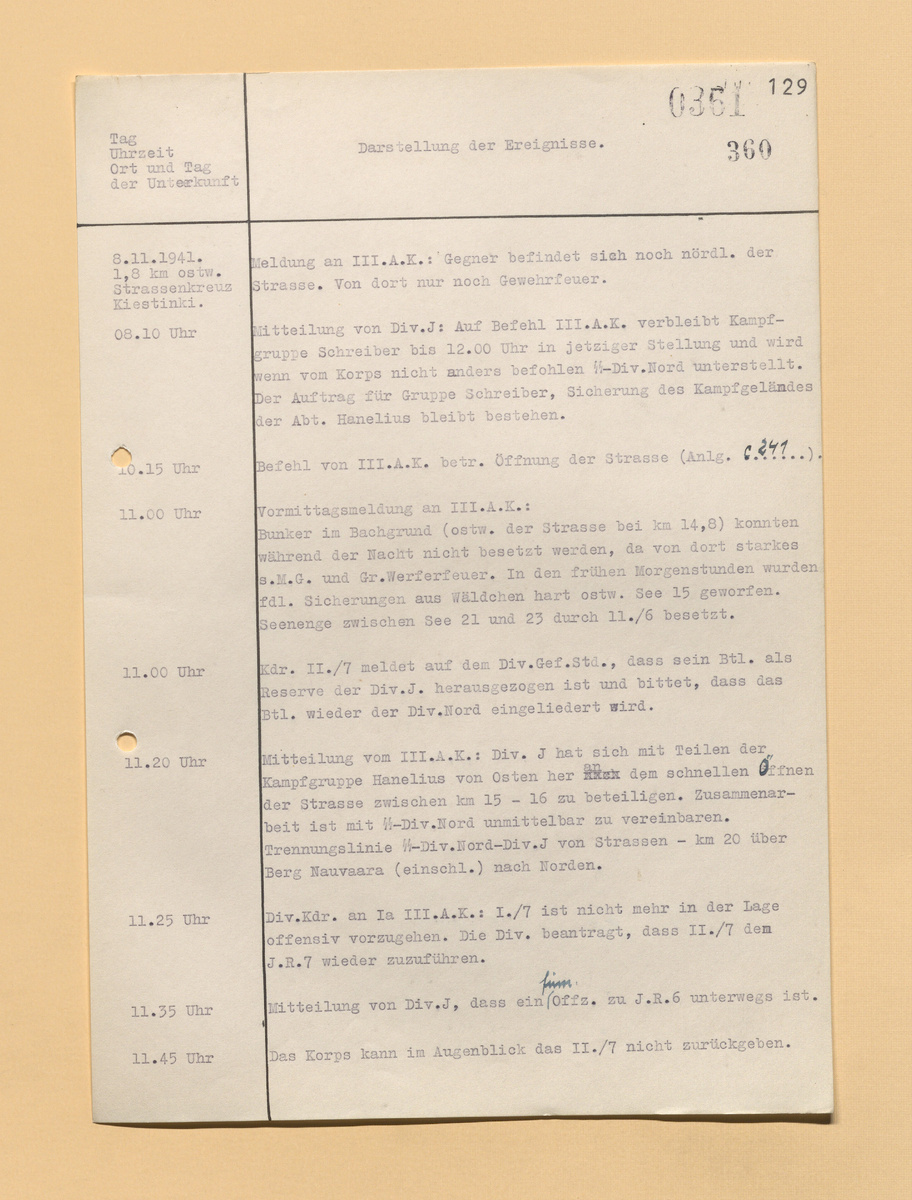 129
0361
360
Tag
Uhrzeit
Ort und Tag
der Unterkunft
Darstellung der Ereignisse.
8.11.1941.
1,8 km ostw.
Strassenkreuz
Kiestinki.
Meldung an III.A.K.: Gegner befindet sich noch nördl. der
Strasse. Von dort nur noch Gewehrfeuer.
08.10 Uhr
Mitteilung von Div.J: Auf Befehl III.A.K. verbleibt Kampf-
gruppe Schreiber bis 12.00 Uhr in jetziger Stellung und wird
wenn vom Korps nicht anders befohlen ᛋᛋ-Div.Nord unterstellt.
Der Auftrag für Gruppe Schreiber, Sicherung des Kampfgeländes
der Abt. Hanelius bleibt bestehen.
10.15 Uhr
Befehl von III.A.K. betr. Öffnung der Strasse (Anlg. C.241..).
11.00 Uhr
Vormittagsmeldung an III.A.K.:
Bunker im Bachgrund (ostw. der Strasse bei km 14,8) konnten
während der Nacht nicht besetzt werden, da von dort starkes
s.M.G. und Gr.Werferfeuer. In den frühen Morgenstunden wurden
fdl. Sicherungen aus Wäldchen hart ostw. See 15 geworfen.
Seenenge zwischen See 21 und 23 durch 11./6 besetzt.
11.00 Uhr
Kdr. II./7 meldet auf dem Div.Gef.Std., dass sein Btl. als
Reserve der Div.J. herausgezogen ist und bittet, dass das
Btl. wieder der Div.Nord eingeliedert wird.
11.20 Uhr
Mitteilung vom III.A.K.: Div. J hat sich mit Teilen der
Kampfgruppe Hanelius von Osten her an dem schnellen Öffnen
der Strasse zwischen km 15 - 16 zu beteiligen. Zusammenar-
beit ist mit ᛋᛋ-Div.Nord unmittelbar zu vereinbaren.
Trennungslinie ᛋᛋ-Div.Nord-Div.J von Strassen - km 20 über
Berg Nauvaara (einschl.) nach Norden.
11.25 Uhr
Div.Kdr. an Ia III.A.K.: I./7 ist nicht mehr in der Lage
offensiv vorzugehen. Die Div. beantragt, dass II./7 dem
J.R.7 wieder zuzuführen.
11.35 Uhr
Mitteilung von Div.J, dass ein finn. Offz. zu J.R.6 unterwegs ist.
11.45 Uhr
Das Korps kann im Augenblick das II./7 nicht zurückgeben.